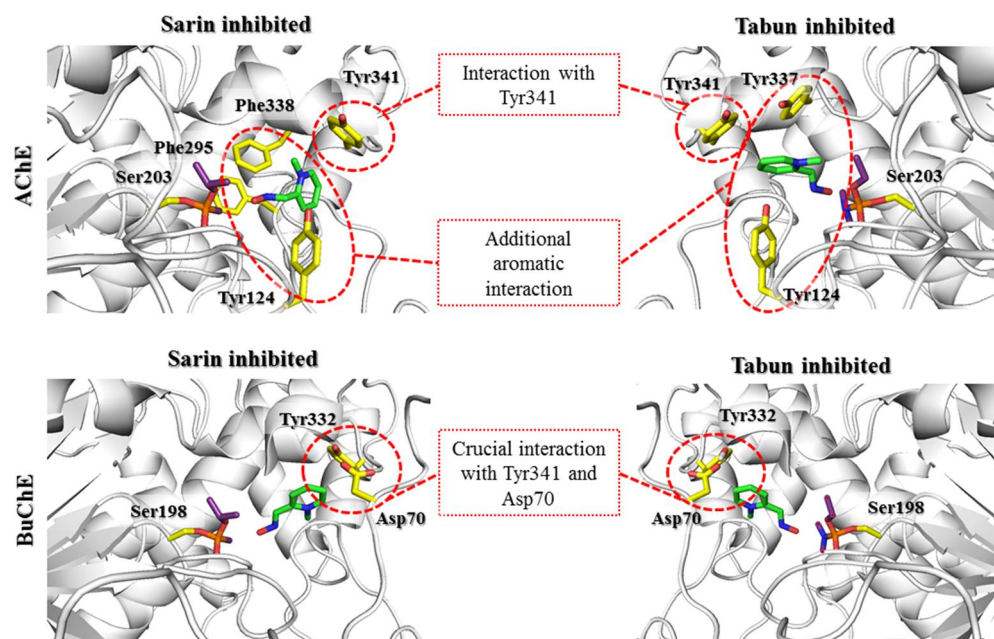 Sarin inhibited
Tabun inhibited
AChE
Tyr341
Phe338
Phe295
Ser203
Tyr124
Interaction with
Tyr341
Additional
aromatic
interaction
Tyr341
Tyr337
Ser203
Tyr124
Sarin inhibited
Tabun inhibited
BuChE
Tyr332
Ser198
Asp70
Crucial interaction
with Tyr341 and
Asp70
Tyr332
Asp70
Ser198